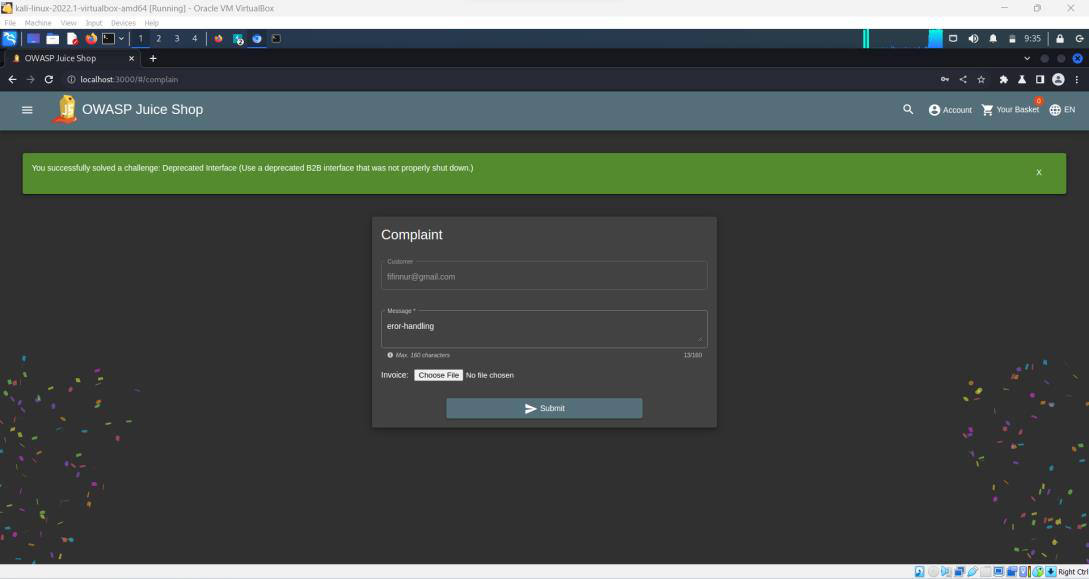 kali-linux-2022.1-virtualbox-amd64 [Running] - Oracle VM VirtualBox
File Machine View Input Devices Help
1 2 3 4 9:35
OWASP Juice Shop
localhost:3000/#/complain
OWASP Juice Shop
Account
0
Your Basket
EN
You successfully solved a challenge: Deprecated Interface (Use a deprecated B2B interface that was not properly shut down.)
X
Complaint
Customer
fifinnur@gmail.com
Message *
eror-handling
Max. 160 characters 13/160
Invoice: Choose File No file chosen
Submit
Right Ctrl